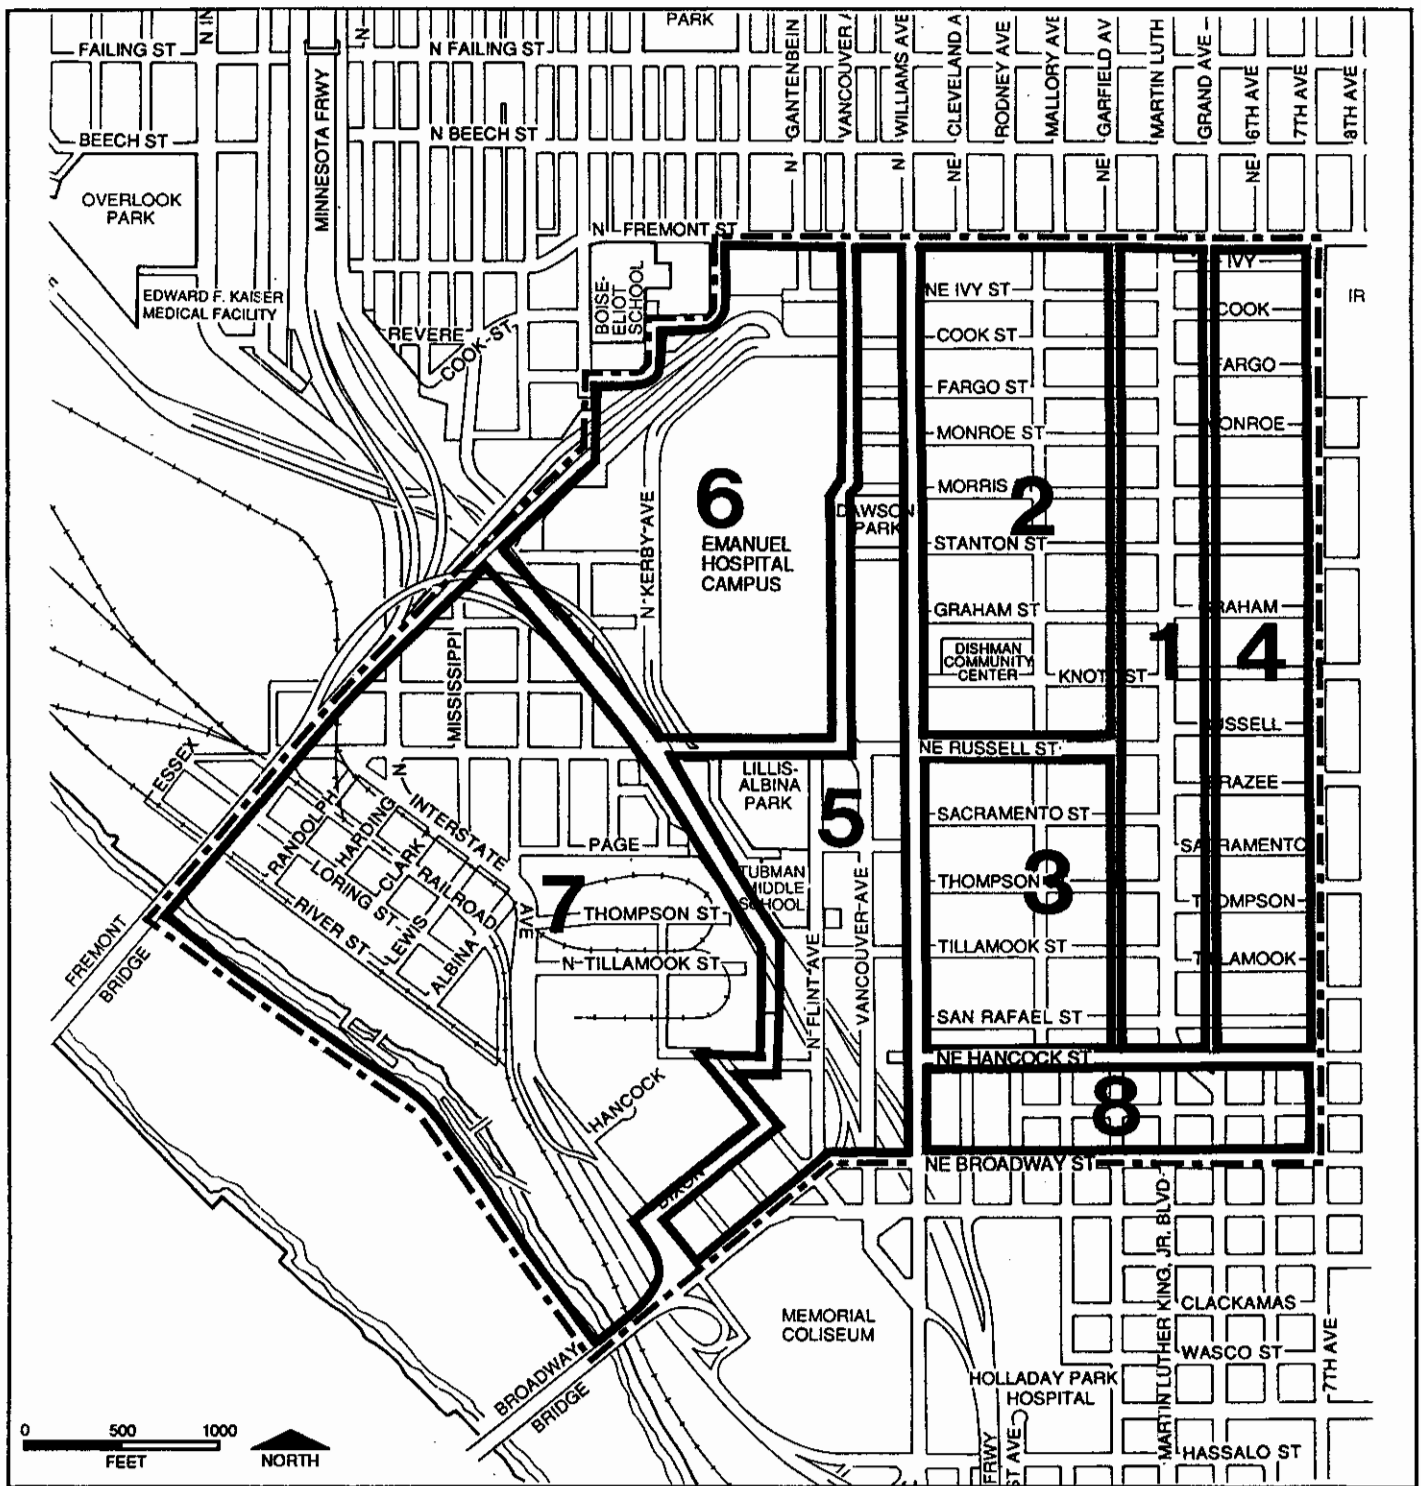 PARK
FAILING ST
N IN
N
N FAILING ST
N GANTENBEIN
VANCOUVER A
N WILLIAMS AVE
NE CLEVELAND A
RODNEY AVE
MALLORY AVE
NE GARFIELD AV
MARTIN LUTH
GRAND AVE
NE 6TH AVE
7TH AVE
8TH AVE
BEECH ST
N BEECH ST
MINNESOTA FRWY
OVERLOOK
PARK
N FREMONT ST
IVY
EDWARD F. KAISER
MEDICAL FACILITY
BOISE-
ELIOT
SCHOOL
NE IVY ST
IR
COOK
REVERE
COOK ST
COOK ST
FARGO
FARGO ST
MONROE ST
ONROE
6
EMANUEL
HOSPITAL
CAMPUS
N KERBY AVE
DAWSON
PARK
MORRIS
2
STANTON ST
GRAHAM ST
RAHAM
DISHMAN
COMMUNITY
CENTER
KNOTT ST
1
4
MISSISSIPPI
N
USSELL
NE RUSSELL ST
ESSEX
LILLIS-
ALBINA
PARK
RAZEE
5
RANDOLPH
HARDING
INTERSTATE
AVE
LORING ST
CLARK
RAILROAD
RIVER ST
LEWIS
ALBINA
PAGE
SACRAMENTO ST
SACRAMENTO
7
TUBMAN
MIDDLE
SCHOOL
THOMPSON
3
THOMPSON
THOMPSON ST
VANCOUVER AVE
N FLINT AVE
TILLAMOOK ST
TILLAMOOK
N TILLAMOOK ST
FREMONT
BRIDGE
SAN RAFAEL ST
NE HANCOCK ST
HANCOCK
8
NE BROADWAY ST
DIXON
MARTIN LUTHER KING, JR. BLVD
MEMORIAL
COLISEUM
CLACKAMAS
WASCO ST
7TH AVE
HOLLADAY PARK
HOSPITAL
BROADWAY
BRIDGE
FRWY
ST AVE
HASSALO ST
0 500 1000
FEET
NORTH